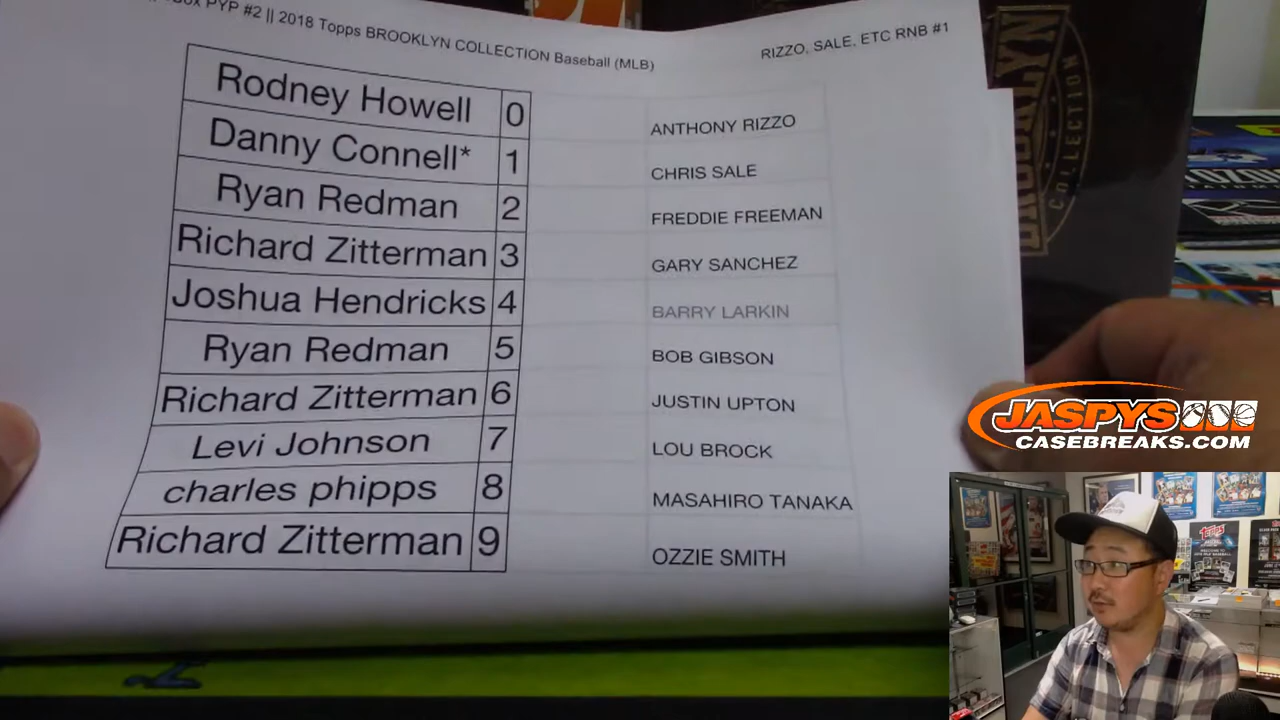 PYP #2 || 2018 Topps BROOKLYN COLLECTION Baseball (MLB)
RIZZO, SALE, ETC RNB #1
Rodney Howell 0 ANTHONY RIZZO
Danny Connell* 1 CHRIS SALE
Ryan Redman 2 FREDDIE FREEMAN
Richard Zitterman 3 GARY SANCHEZ
Joshua Hendricks 4 BARRY LARKIN
Ryan Redman 5 BOB GIBSON
Richard Zitterman 6 JUSTIN UPTON
Levi Johnson 7 LOU BROCK
charles phipps 8 MASAHIRO TANAKA
Richard Zitterman 9 OZZIE SMITH
BROOKLYN
COLLECTION
JASPYS
CASEBREAKS.COM